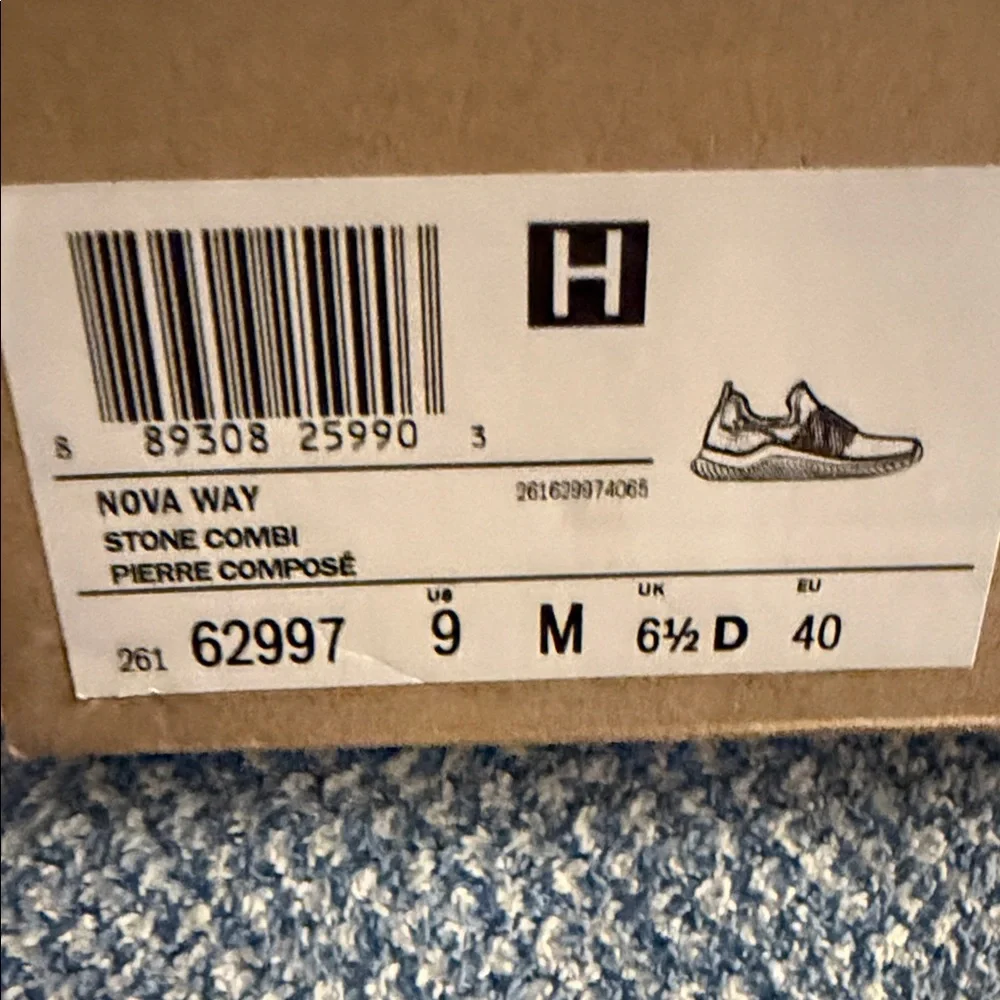 H
8 89308 25990 3
NOVA WAY
261629974065
STONE COMBI
PIERRE COMPOSÉ
US UK EU
261 62997 9 M 6½ D 40